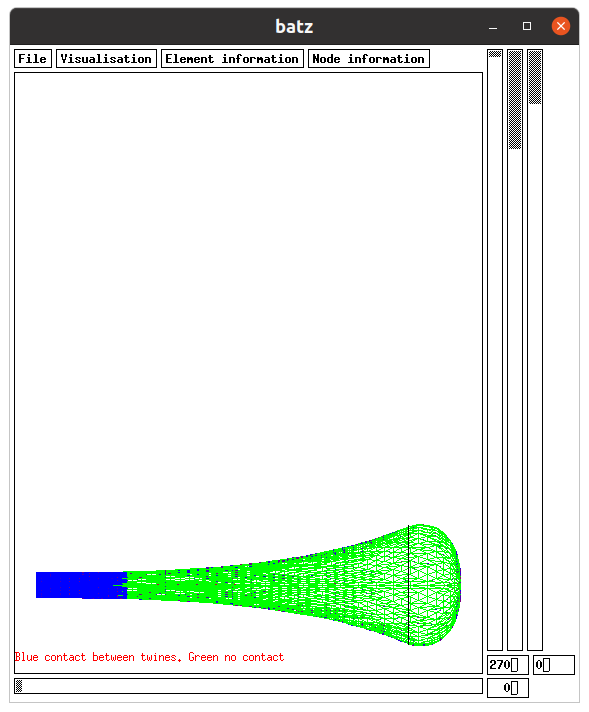 batz
File Visualisation Element information Node information
Blue contact between twines. Green no contact
270 0
0